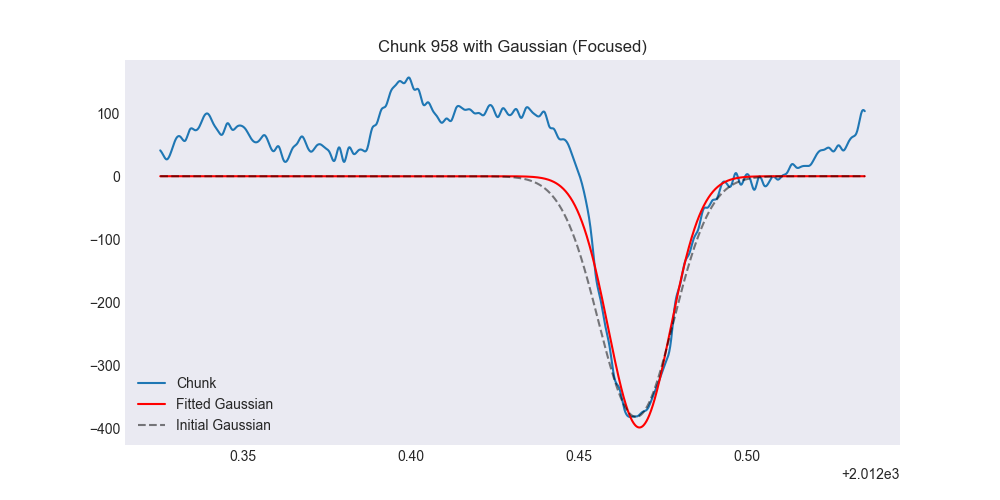 Chunk 958 with Gaussian (Focused)
100
0
−100
−200
−300
−400
Chunk
Fitted Gaussian
Initial Gaussian
0.35 0.40 0.45 0.50
+2.012e3